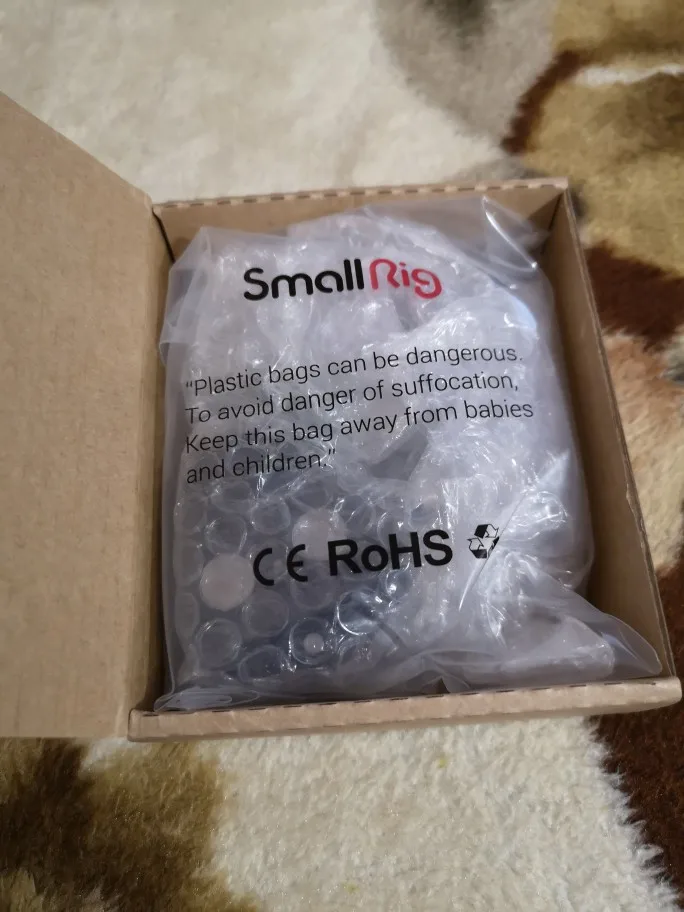 SmallRig
"Plastic bags can be dangerous.
To avoid danger of suffocation,
Keep this bag away from babies
and children."
CE RoHS